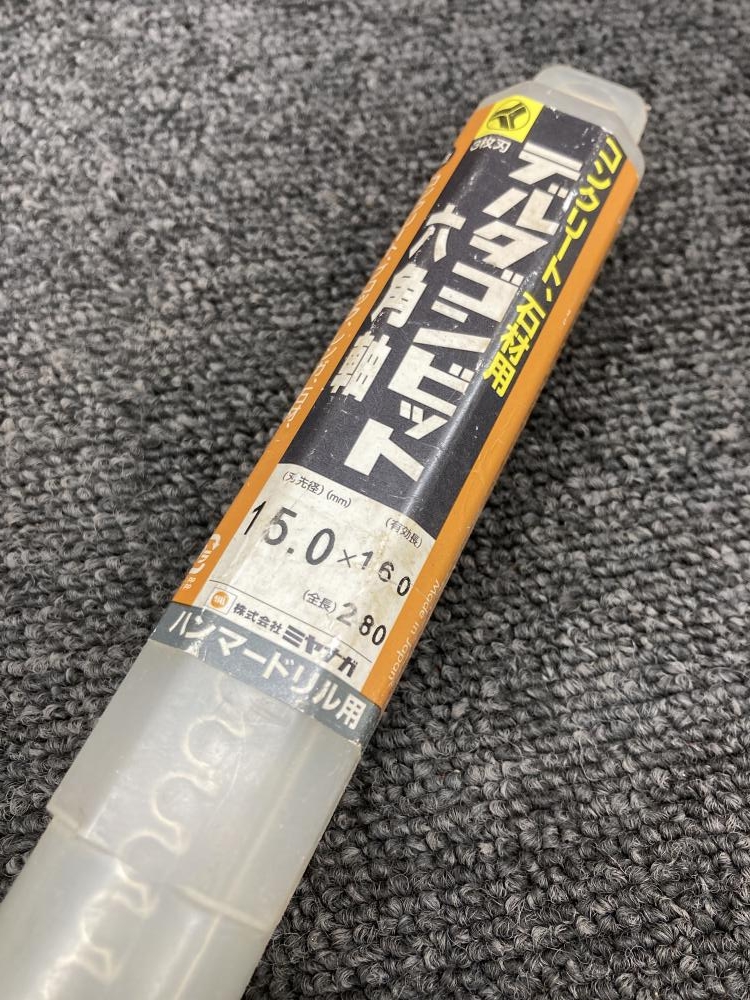 コンクリート、石材用
3枚刃
デルタゴンビット
六角軸
(刃先径)(mm)
(有効長)
15.0×160
(全長)280
株式会社ミヤナガ
Made in Japan
ハンマードリル用